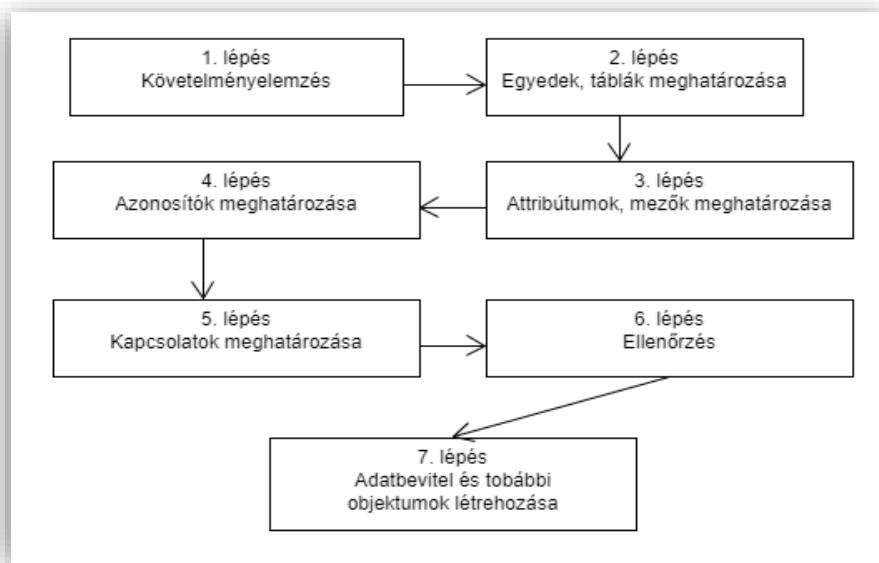 1. lépés
Követelményelemzés
2. lépés
Egyedek, táblák meghatározása
3. lépés
Attribútumok, mezők meghatározása
4. lépés
Azonosítók meghatározása
5. lépés
Kapcsolatok meghatározása
6. lépés
Ellenőrzés
7. lépés
Adatbevitel és tobábbi
objektumok létrehozása